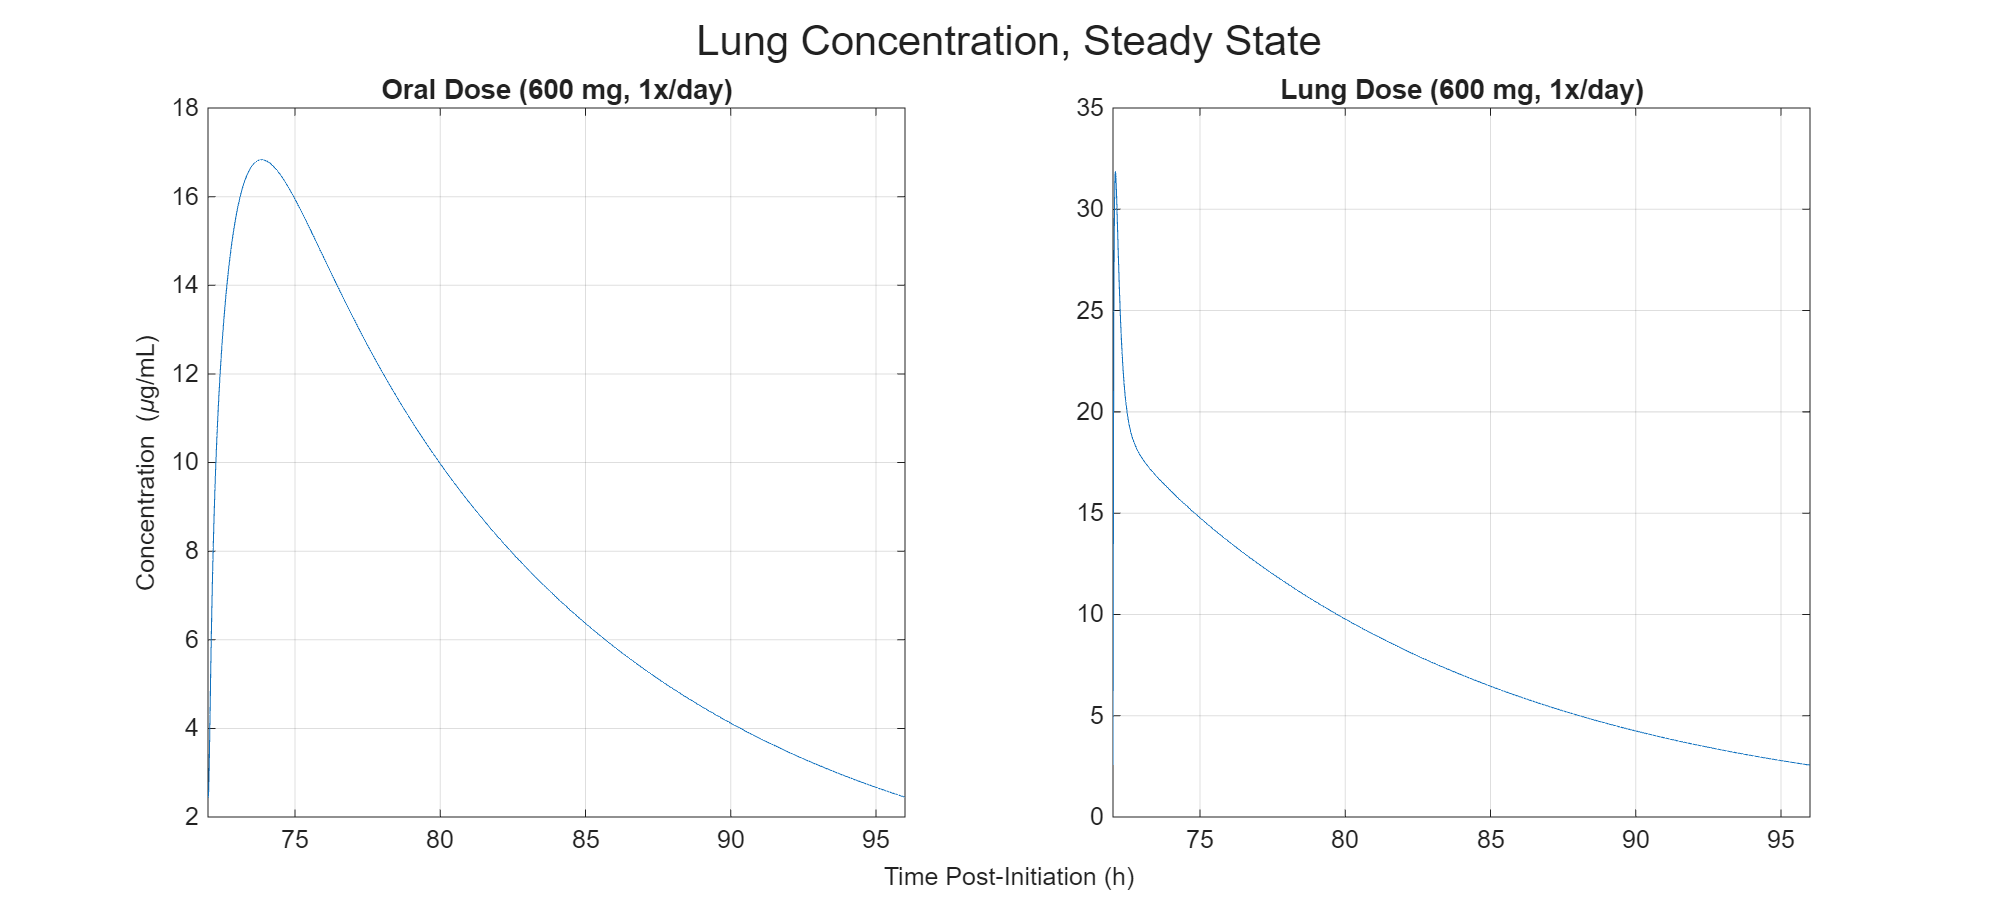 Lung Concentration, Steady State
Oral Dose (600 mg, 1x/day)
18
16
14
12
10
8
6
4
2
75 80 85 90 95
Concentration (μg/mL)
Lung Dose (600 mg, 1x/day)
35
30
25
20
15
10
5
0
75 80 85 90 95
Time Post-Initiation (h)